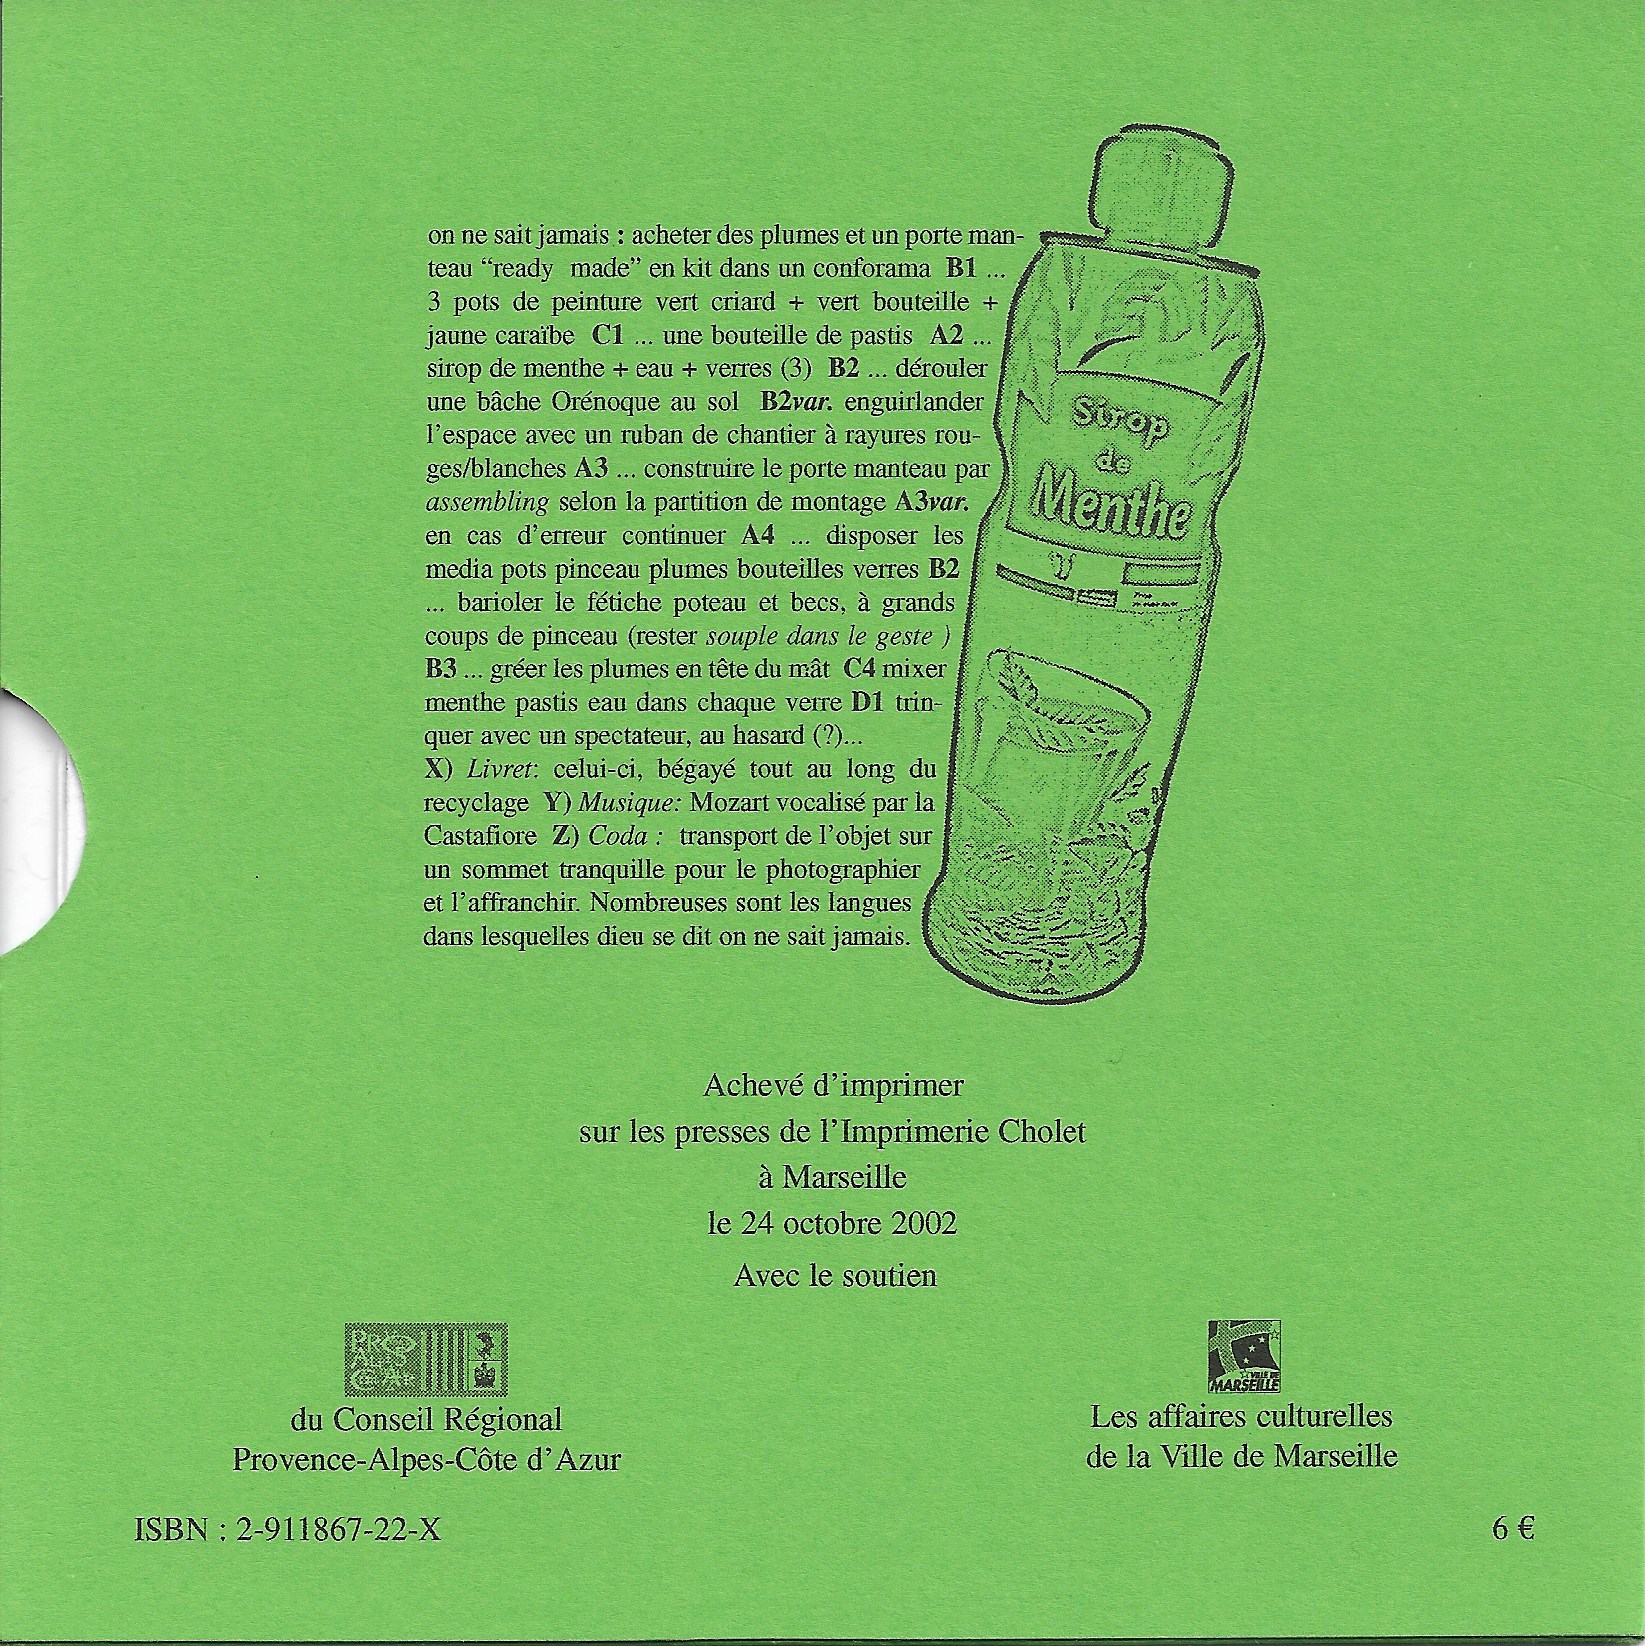 on ne sait jamais : acheter des plumes et un porte man-
teau “ready made” en kit dans un conforama B1 ...
3 pots de peinture vert criard + vert bouteille +
jaune caraïbe C1 ... une bouteille de pastis A2 ...
sirop de menthe + eau + verres (3) B2 ... dérouler
une bâche Orénoque au sol B2var. enguirlander
l’espace avec un ruban de chantier à rayures rou-
ges/blanches A3 ... construire le porte manteau par
assembling selon la partition de montage A3var.
en cas d’erreur continuer A4 ... disposer les
media pots pinceau plumes bouteilles verres B2
... barioler le fétiche poteau et becs, à grands
coups de pinceau (rester souple dans le geste )
B3 ... gréer les plumes en tête du mât C4 mixer
menthe pastis eau dans chaque verre D1 trin-
quer avec un spectateur, au hasard (?)...
X) Livret: celui-ci, bégayé tout au long du
recyclage Y) Musique: Mozart vocalisé par la
Castafiore Z) Coda : transport de l’objet sur
un sommet tranquille pour le photographier
et l’affranchir. Nombreuses sont les langues
dans lesquelles dieu se dit on ne sait jamais.
Sirop
de
Menthe
Achevé d’imprimer
sur les presses de l’Imprimerie Cholet
à Marseille
le 24 octobre 2002
Avec le soutien
du Conseil Régional
Provence-Alpes-Côte d’Azur
VILLE DE
MARSEILLE
Les affaires culturelles
de la Ville de Marseille
ISBN : 2-911867-22-X
6 €